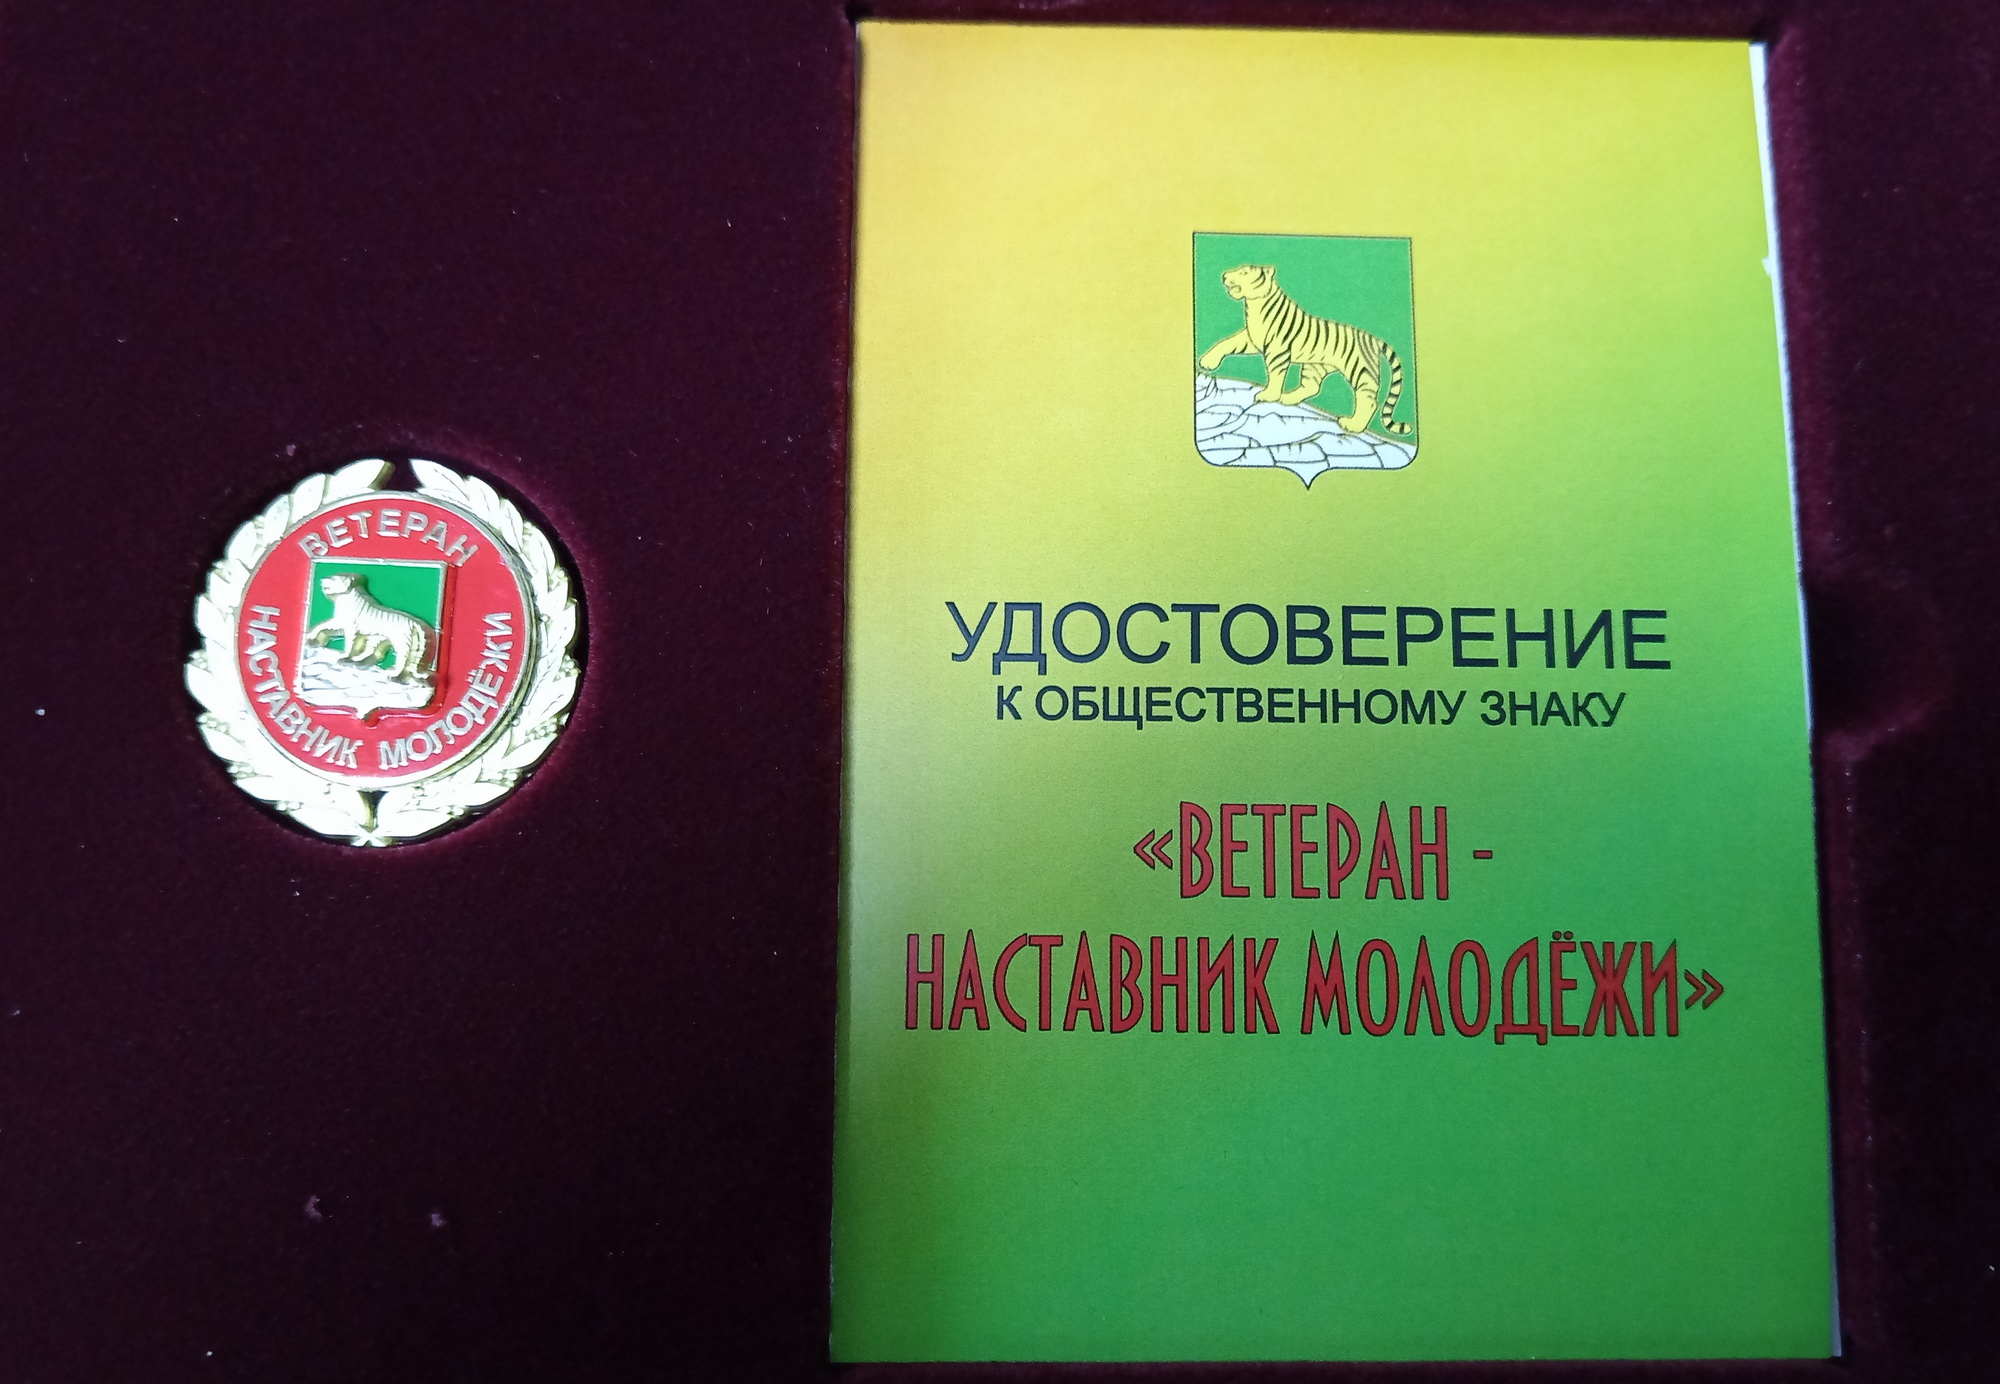 ВЕТЕРАН
НАСТАВНИК МОЛОДЁЖИ
УДОСТОВЕРЕНИЕ
К ОБЩЕСТВЕННОМУ ЗНАКУ
«ВЕТЕРАН -
НАСТАВНИК МОЛОДЁЖИ»